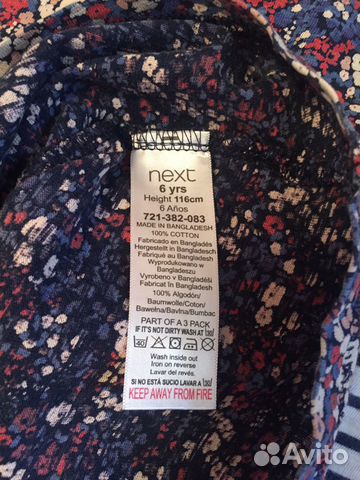 next
6 yrs
Height 116cm
6 Años
721-382-083
MADE IN BANGLADESH
100% COTTON
Fabricado en Bangladés
Hergestellt in Bangladesch
Fabriqué au Bangladesh
Wyprodukowano w
Bangladeszu
Vyrobeno v Bangladéši
Fabricat în Bangladesh
100% Algodón/
Baumwolle/Coton/
Bawełna/Bavlna/Bumbac
PART OF A 3 PACK
IF IT'S NOT DIRTY WASH AT 30
40
Wash inside out
Iron on reverse
Lavar del revés.
SI NO ESTÁ SUCIO LAVAR A 30
KEEP AWAY FROM FIRE
Avito